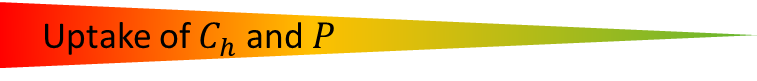 Uptake of $C_h$ and $P$